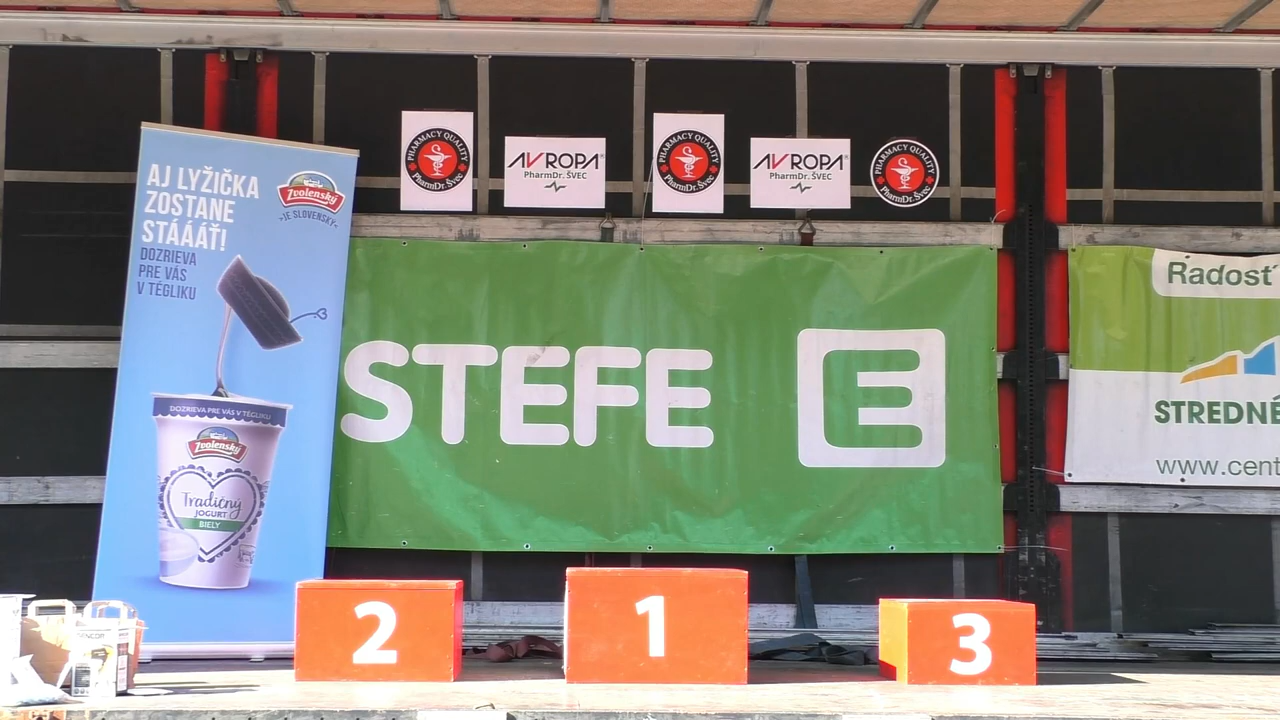 AJ LYŽIČKA
ZOSTANE
STÁÁÁŤ!
DOZRIEVA
PRE VÁS
V TÉGLIKU
Zvolenský
JE SLOVENSKÝ
DOZRIEVA PRE VÁS V TÉGLIKU
Zvolenský
Tradičný
JOGURT
BIELY
PHARMACY QUALITY
PharmDr. Švec
AVROPA®
PharmDr. ŠVEC
PHARMACY QUALITY
PharmDr. Švec
AVROPA®
PharmDr. ŠVEC
PHARMACY QUALITY
PharmDr. Švec
STEFE E
Radosť
STREDNÉ
www.cent
2
1
3